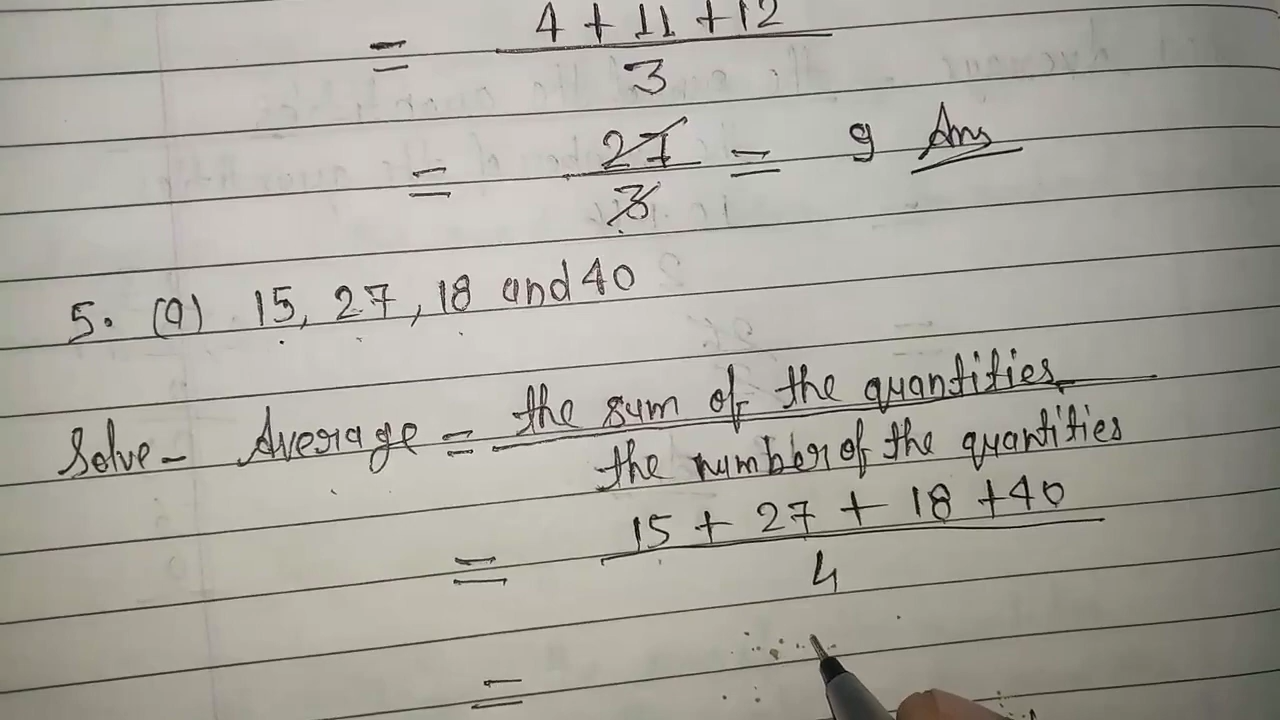 = 4 + 11 + 12
3
= 27 = 9 Ans
3
5. (a) 15, 27, 18 and 40
Solve - Average = the sum of the quantities
the number of the quantities
= 15 + 27 + 18 + 40
4
=